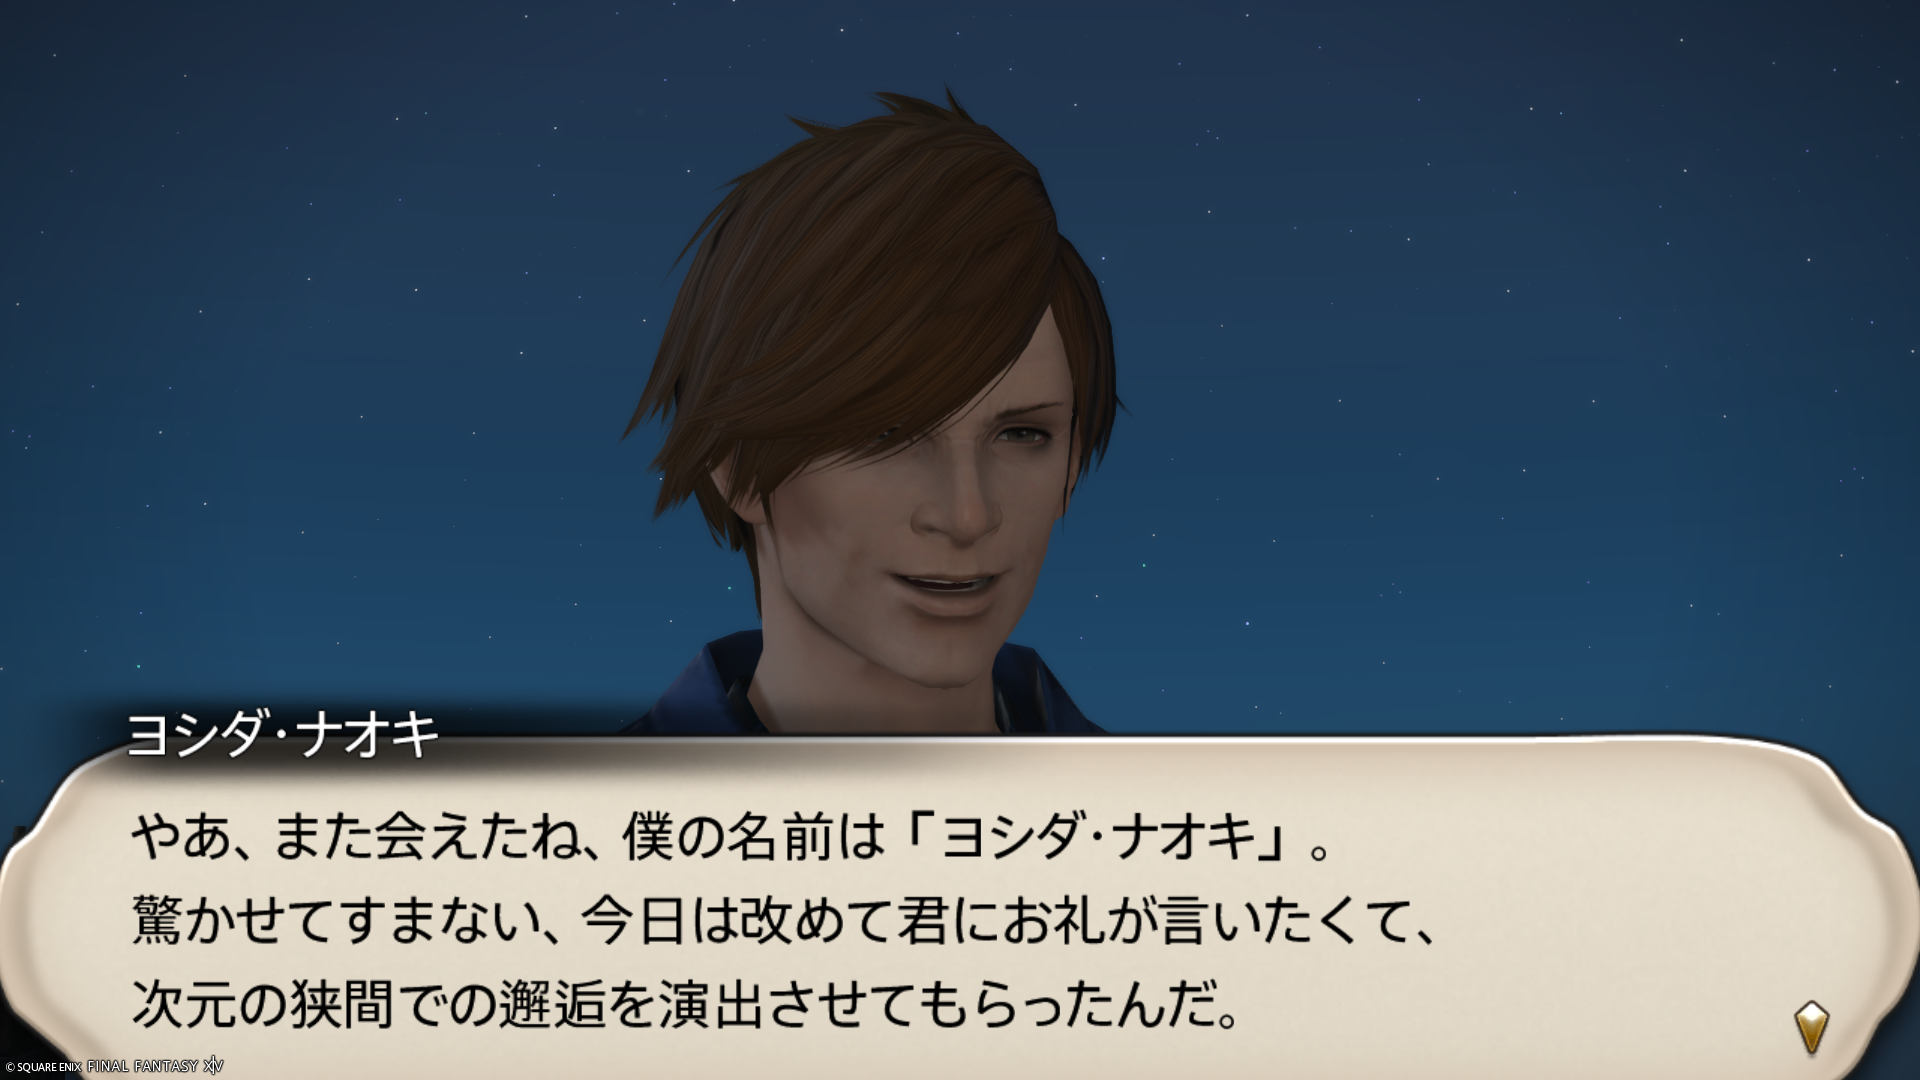 ヨシダ・ナオキ
やあ、また会えたね、僕の名前は「ヨシダ・ナオキ」。
驚かせてすまない、今日は改めて君にお礼が言いたくて、
次元の狭間での邂逅を演出させてもらったんだ。
© SQUARE ENIX FINAL FANTASY XIV